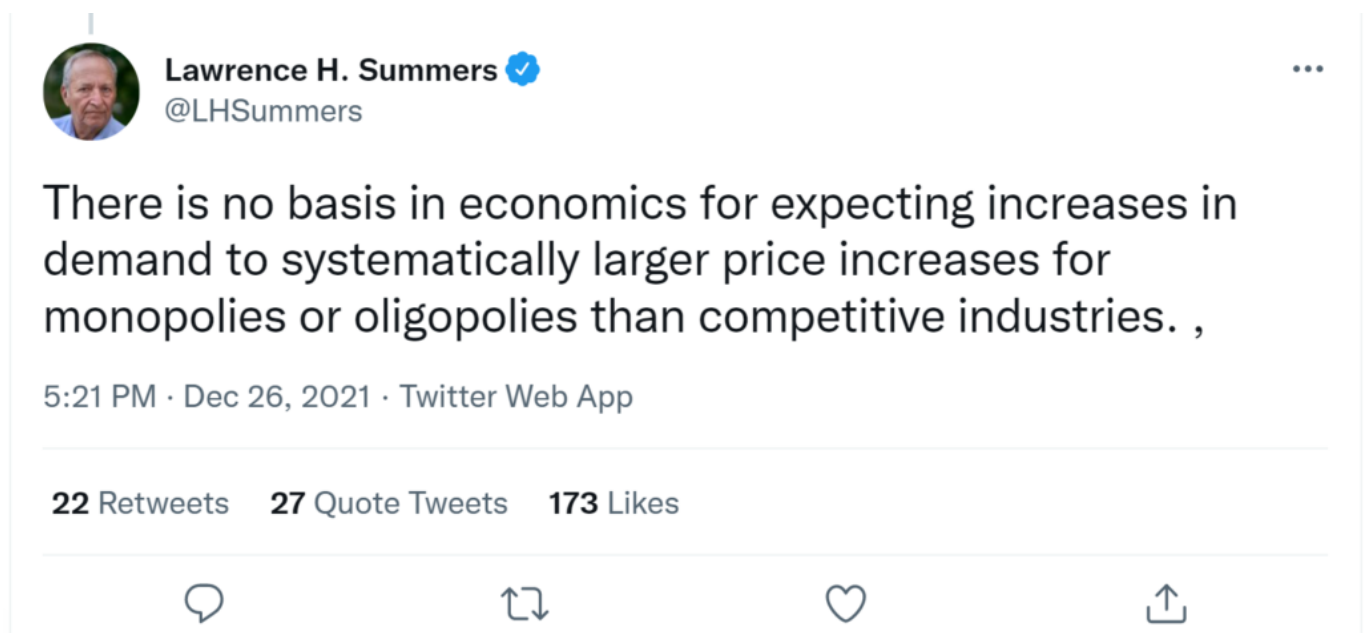 Lawrence H. Summers
@LHSummers
There is no basis in economics for expecting increases in
demand to systematically larger price increases for
monopolies or oligopolies than competitive industries. ,
5:21 PM · Dec 26, 2021 · Twitter Web App
22 Retweets 27 Quote Tweets 173 Likes